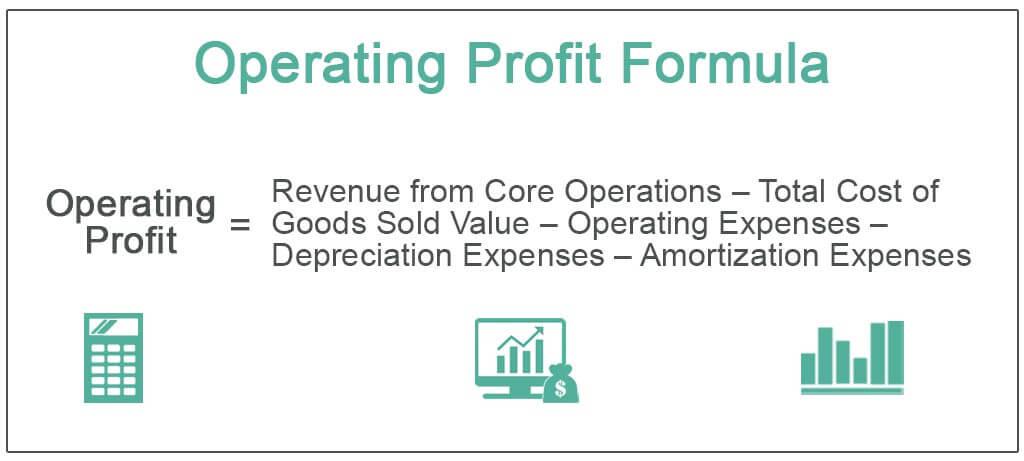 Operating Profit Formula
Operating
Profit
=
Revenue from Core Operations – Total Cost of
Goods Sold Value – Operating Expenses –
Depreciation Expenses – Amortization Expenses
$